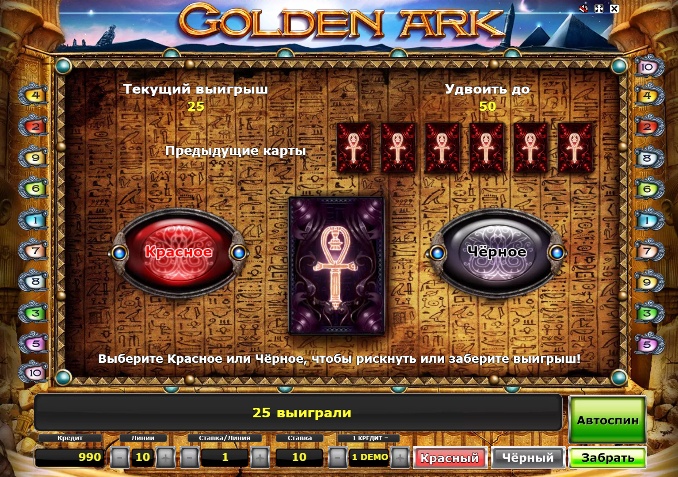 GOLDEN ARK
Текущий выигрыш
25
Удвоить до
50
Предыдущие карты
Красное
Чёрное
Выберите Красное или Чёрное, чтобы рискнуть или заберите выигрыш!
4
2
9
6
1
7
8
3
5
10
10
4
2
8
6
1
7
9
3
5
25 выиграли
Автоспин
Кредит
Линии
Ставка/Линия
Ставка
1 КРЕДИТ =
990
- 10 +
- 1 +
10
- 1 DEMO +
Красный
Чёрный
Забрать